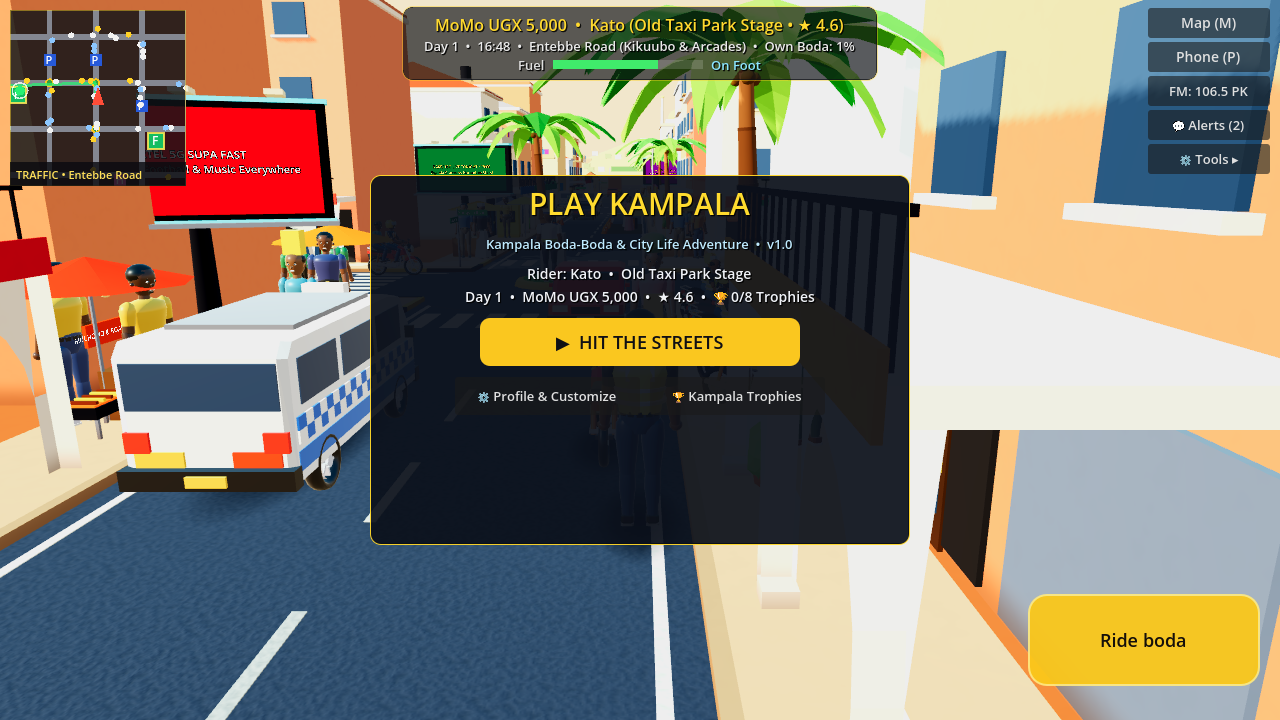 MoMo UGX 5,000 • Kato (Old Taxi Park Stage • ★ 4.6)
Day 1 • 16:48 • Entebbe Road (Kikuubo & Arcades) • Own Boda: 1%
Fuel On Foot
Map (M)
Phone (P)
FM: 106.5 PK
💬 Alerts (2)
⚙️ Tools ▸
P P
P
F
TRAFFIC • Entebbe Road
SUPA FAST
& Music Everywhere
PLAY KAMPALA
Kampala Boda-Boda & City Life Adventure • v1.0
Rider: Kato • Old Taxi Park Stage
Day 1 • MoMo UGX 5,000 • ★ 4.6 • 🏆 0/8 Trophies
▶ HIT THE STREETS
⚙️ Profile & Customize
🏆 Kampala Trophies
Ride boda